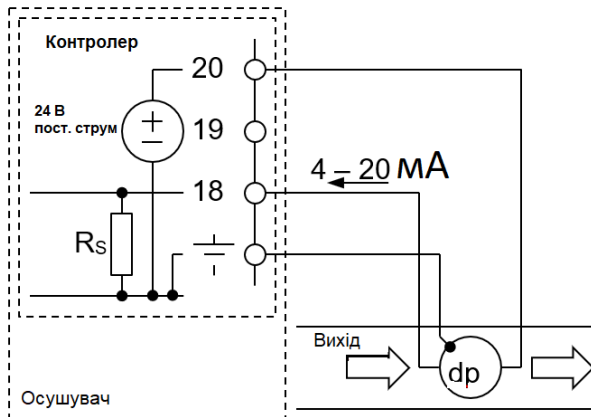 Контролер
20
24 В
пост. струм
19
18
4 – 20 мА
Rs
Вихід
dp
Осушувач